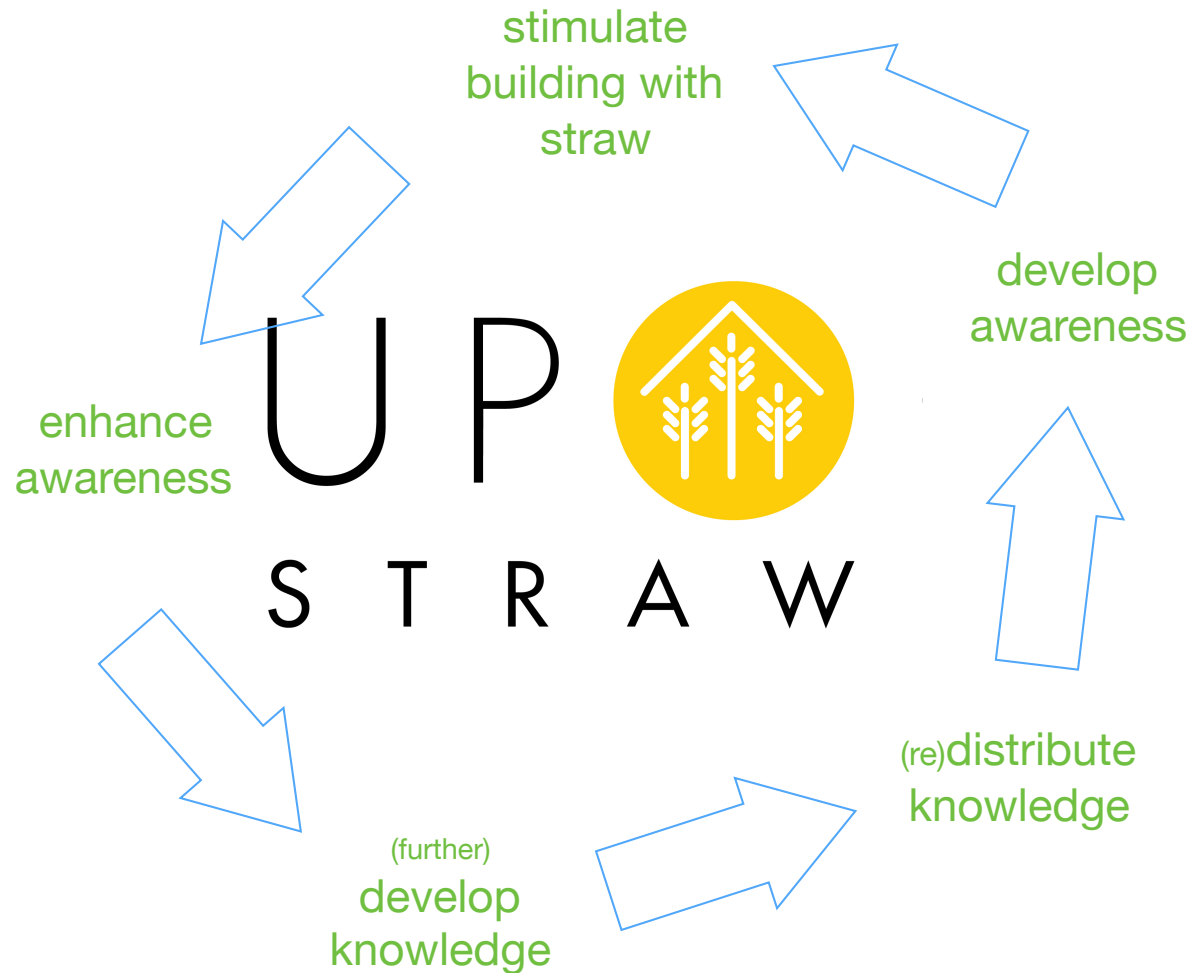 stimulate
building with
straw
develop
awareness
enhance
awareness
UP
STRAW
(re)distribute
knowledge
(further)
develop
knowledge